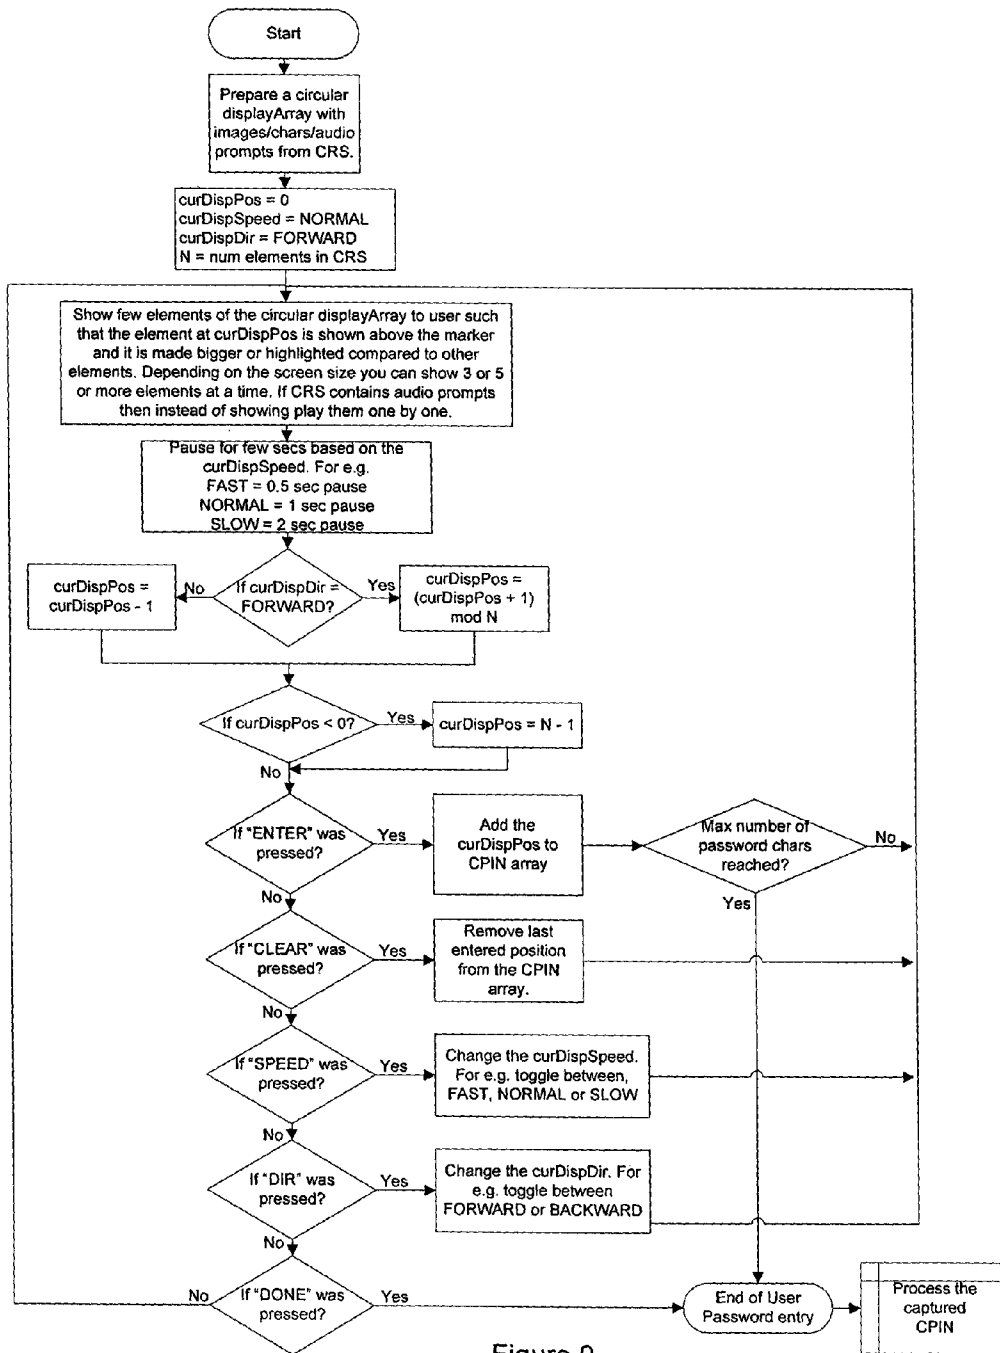 Start
Prepare a circular
displayArray with
images/chars/audio
prompts from CRS.
curDispPos = 0
curDispSpeed = NORMAL
curDispDir = FORWARD
N = num elements in CRS
Show few elements of the circular displayArray to user such
that the element at curDispPos is shown above the marker
and it is made bigger or highlighted compared to other
elements. Depending on the screen size you can show 3 or 5
or more elements at a time. If CRS contains audio prompts
then instead of showing play them one by one.
Pause for few secs based on the
curDispSpeed. For e.g.
FAST = 0.5 sec pause
NORMAL = 1 sec pause
SLOW = 2 sec pause
curDispPos =
curDispPos - 1
No
If curDispDir =
FORWARD?
Yes
curDispPos =
(curDispPos + 1)
mod N
If curDispPos < 0?
Yes
curDispPos = N - 1
No
If "ENTER" was
pressed?
Yes
Add the
curDispPos to
CPIN array
Max number of
password chars
reached?
No
Yes
No
If "CLEAR" was
pressed?
Yes
Remove last
entered position
from the CPIN
array.
No
If "SPEED" was
pressed?
Yes
Change the curDispSpeed.
For e.g. toggle between,
FAST, NORMAL or SLOW
No
If "DIR" was
pressed?
Yes
Change the curDispDir. For
e.g. toggle between
FORWARD or BACKWARD
No
No
If "DONE" was
pressed?
Yes
End of User
Password entry
Process the
captured
CPIN